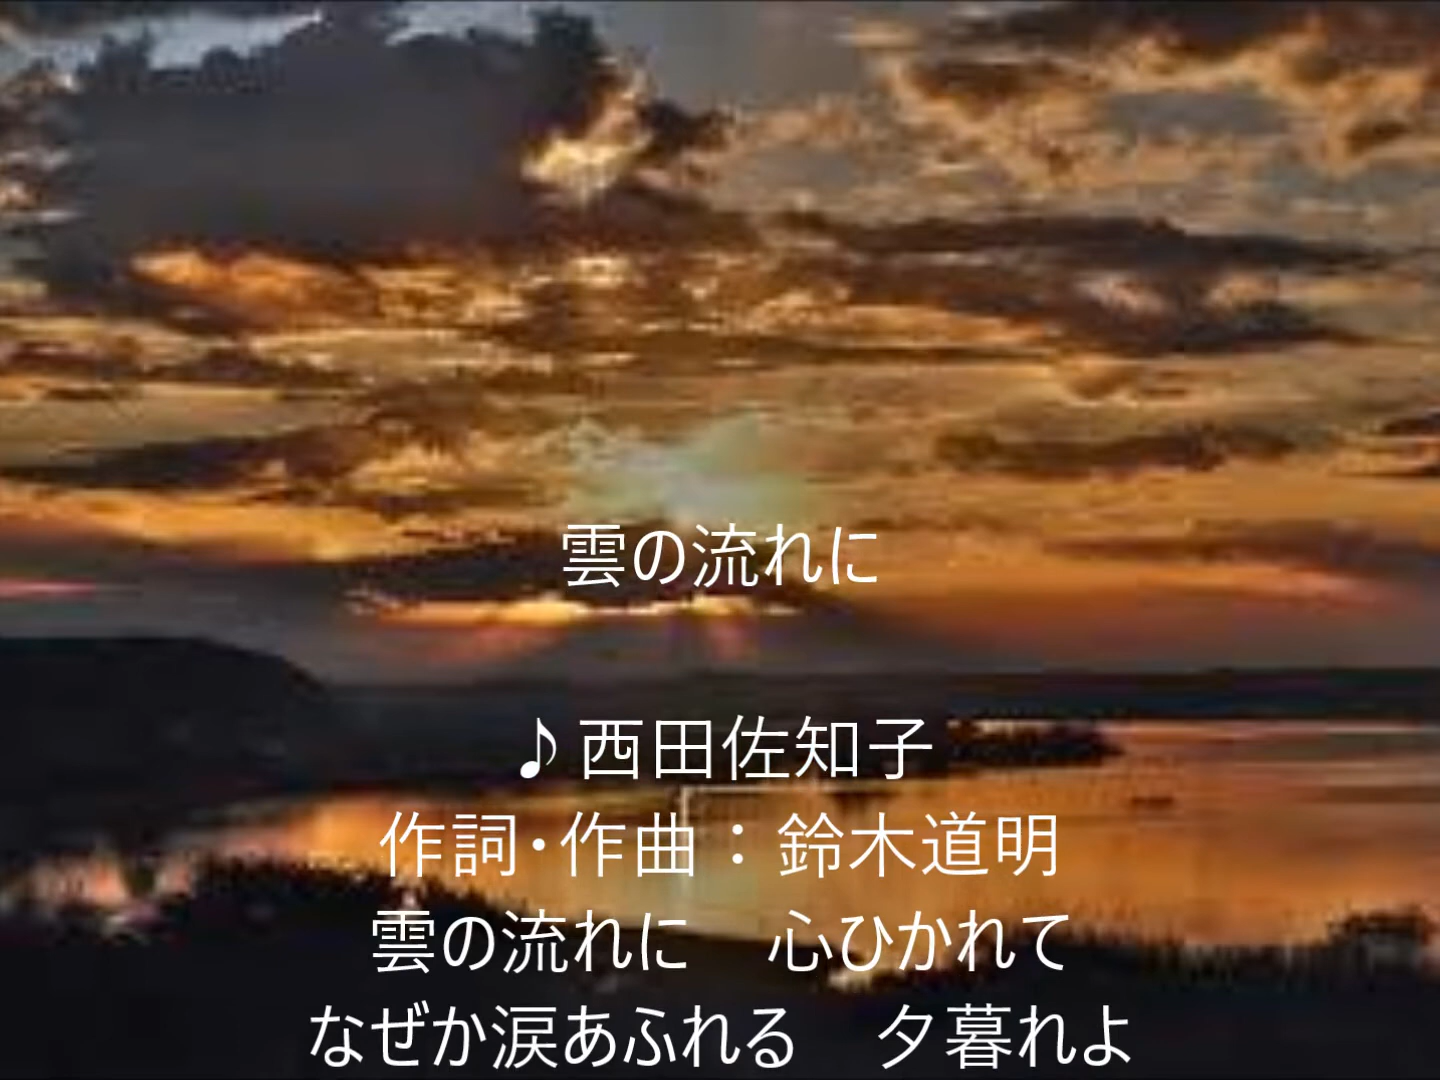 雲の流れに
♪西田佐知子
作詞･作曲：鈴木道明
雲の流れに　心ひかれて
なぜか涙あふれる　夕暮れよ